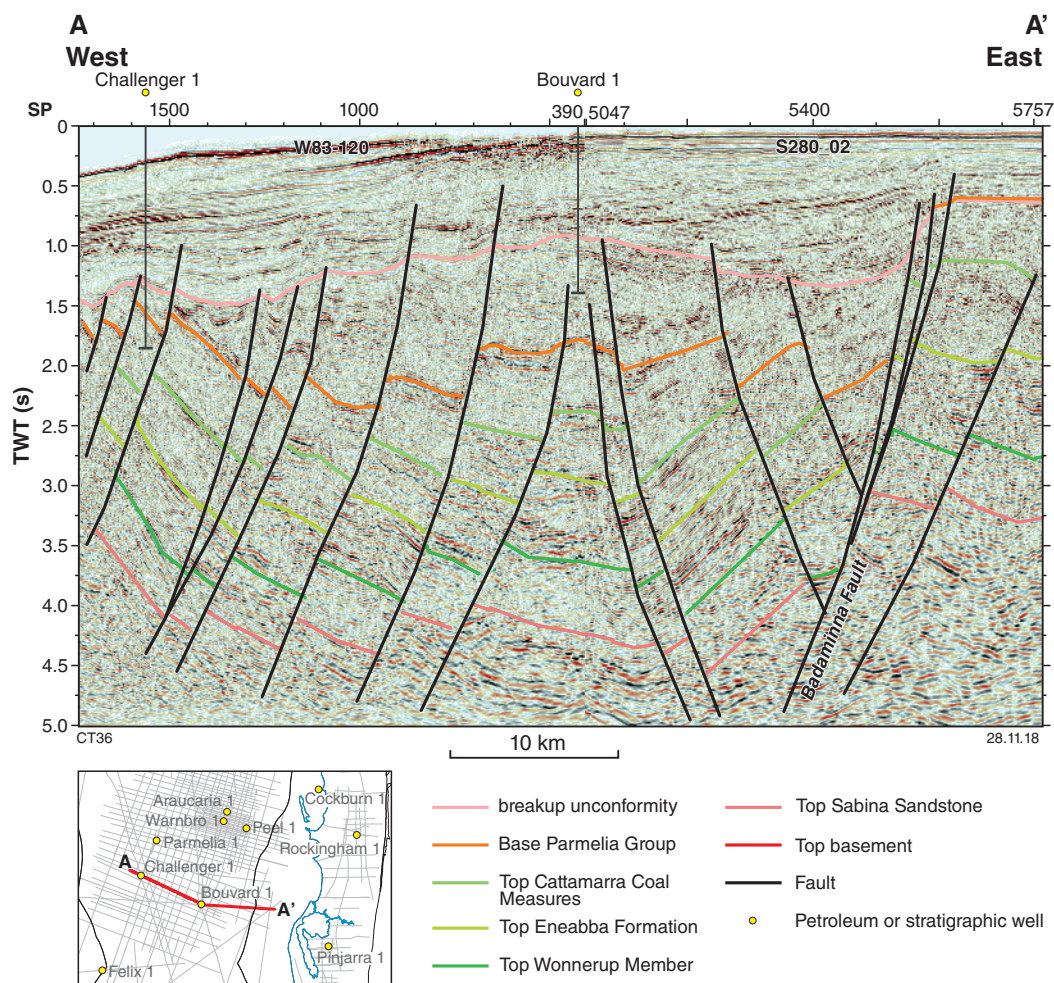 A
West
A'
East
Challenger 1
Bouvard 1
SP
1500
1000
390
5047
5400
5757
0
0.5
1.0
1.5
2.0
2.5
3.0
3.5
4.0
4.5
5.0
TWT (s)
W83-120
S280_02
Badaminna Fault
CT36
28.11.18
10 km
Araucaria 1
Warnbro 1
Peel 1
Parmelia 1
Cockburn 1
Rockingham 1
A
Challenger 1
Bouvard 1
A'
Felix 1
Pinjarra 1
breakup unconformity
Base Parmelia Group
Top Cattamarra Coal
Measures
Top Eneabba Formation
Top Wonnerup Member
Top Sabina Sandstone
Top basement
Fault
Petroleum or stratigraphic well